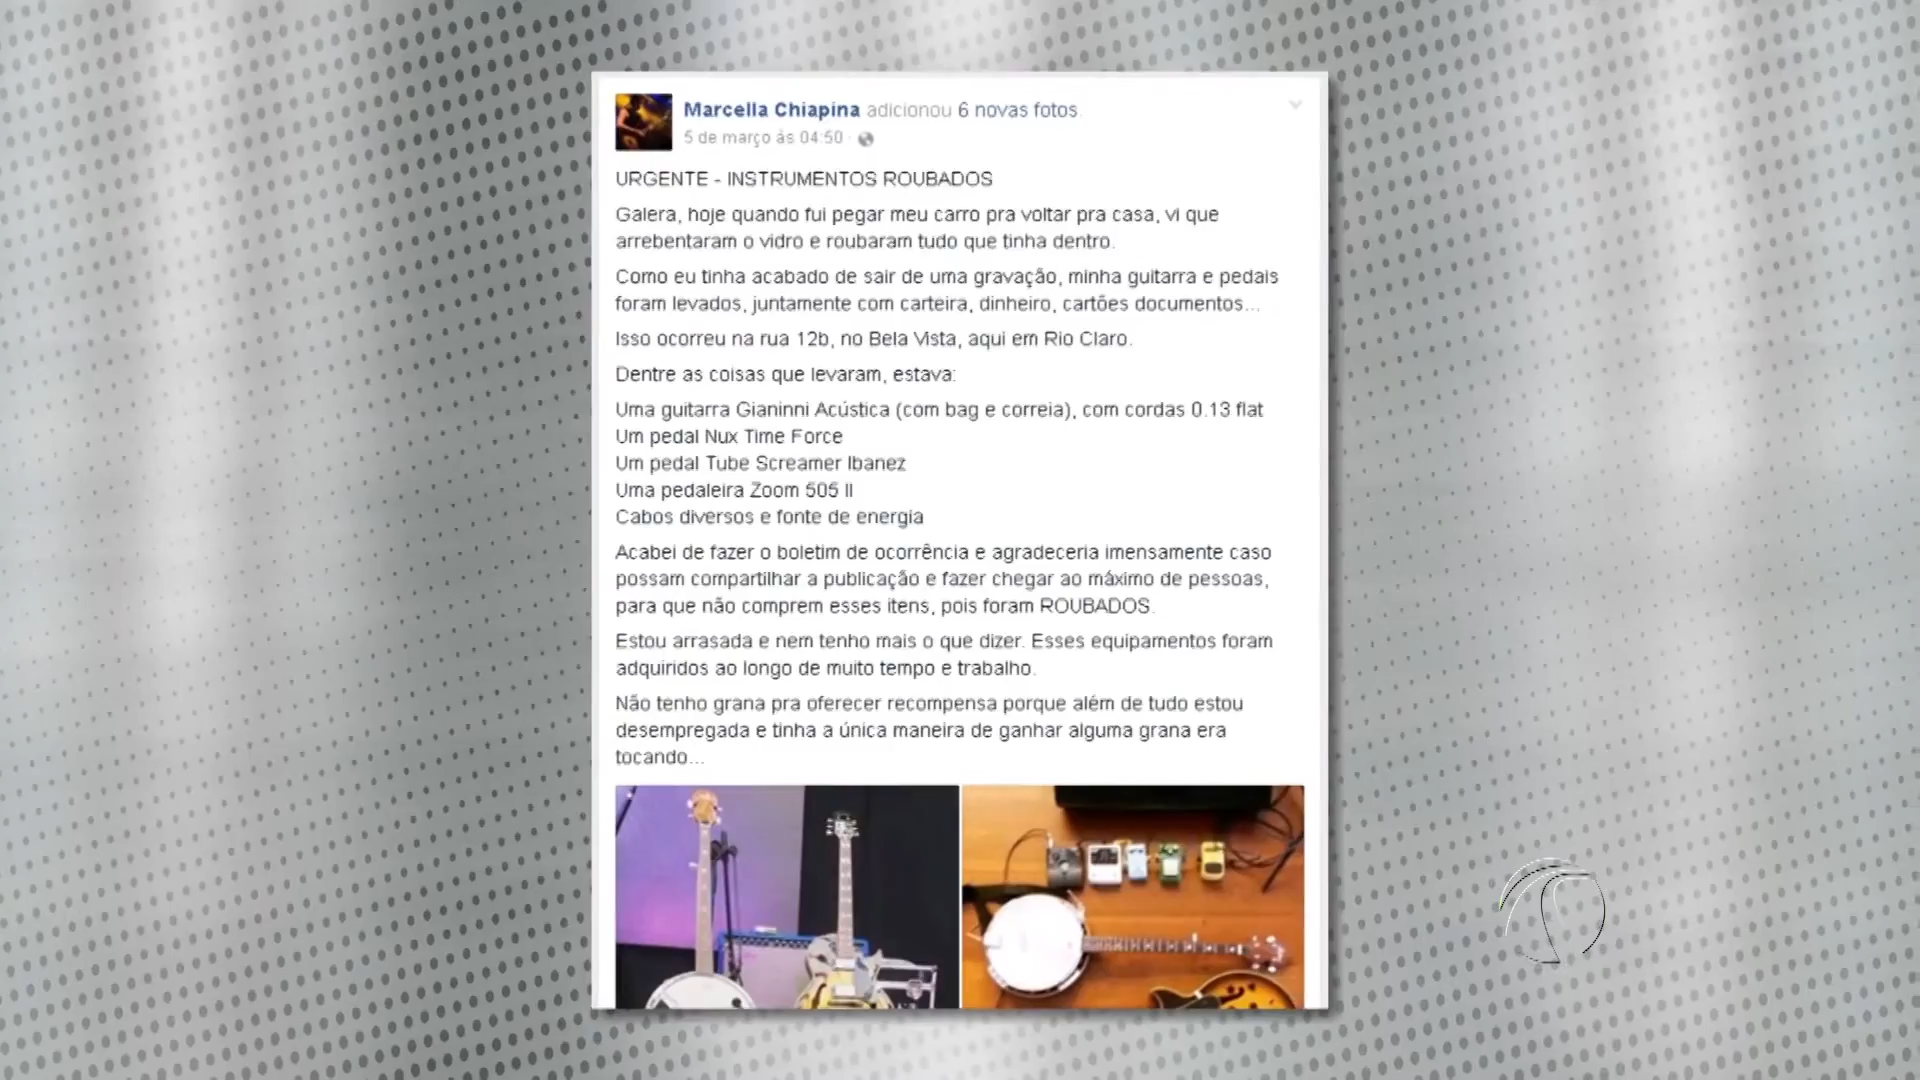 Marcella Chiapina adicionou 6 novas fotos.
5 de março às 04:50 ·
URGENTE - INSTRUMENTOS ROUBADOS
Galera, hoje quando fui pegar meu carro pra voltar pra casa, vi que
arrebentaram o vidro e roubaram tudo que tinha dentro.
Como eu tinha acabado de sair de uma gravação, minha guitarra e pedais
foram levados, juntamente com carteira, dinheiro, cartões documentos...
Isso ocorreu na rua 12b, no Bela Vista, aqui em Rio Claro.
Dentre as coisas que levaram, estava:
Uma guitarra Gianinni Acústica (com bag e correia), com cordas 0.13 flat
Um pedal Nux Time Force
Um pedal Tube Screamer Ibanez
Uma pedaleira Zoom 505 II
Cabos diversos e fonte de energia
Acabei de fazer o boletim de ocorrência e agradeceria imensamente caso
possam compartilhar a publicação e fazer chegar ao máximo de pessoas,
para que não comprem esses itens, pois foram ROUBADOS.
Estou arrasada e nem tenho mais o que dizer. Esses equipamentos foram
adquiridos ao longo de muito tempo e trabalho.
Não tenho grana pra oferecer recompensa porque além de tudo estou
desempregada e tinha a única maneira de ganhar alguma grana era
tocando...